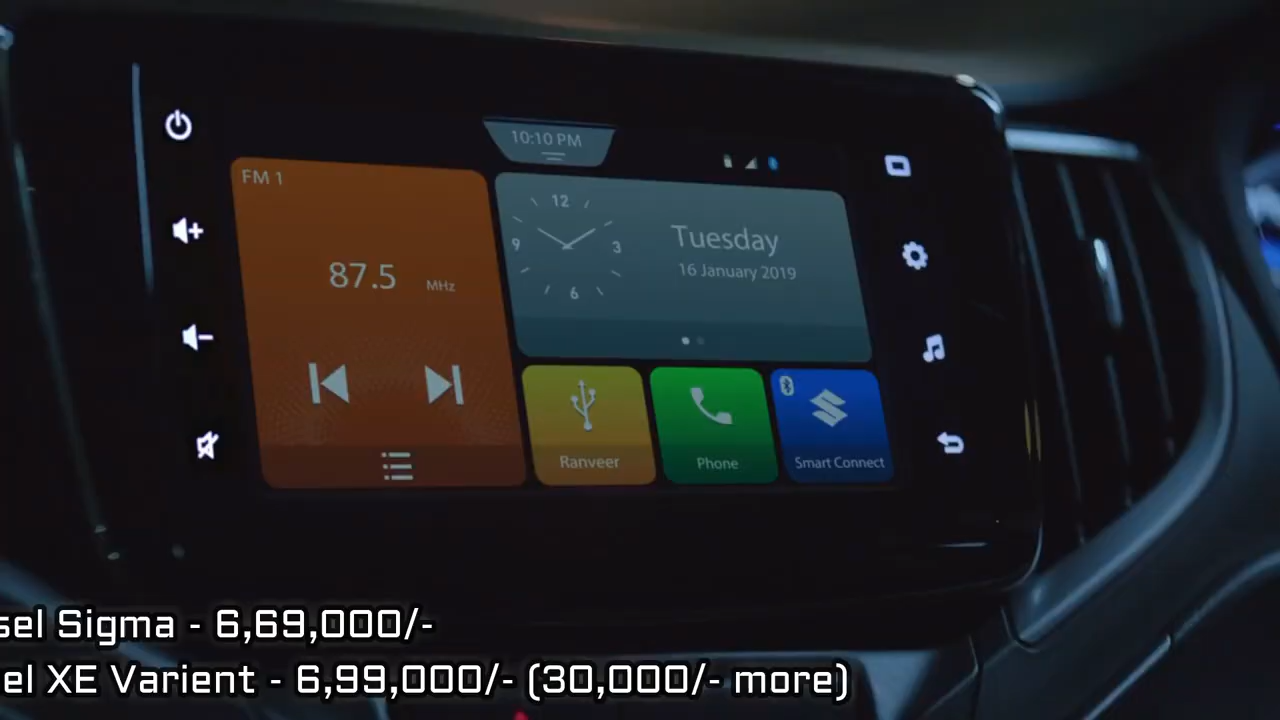 10:10 PM
FM 1
87.5 MHz
12
9
3
6
Tuesday
16 January 2019
Ranveer
Phone
Smart Connect
sel Sigma - 6,69,000/-
el XE Varient - 6,99,000/- (30,000/- more)